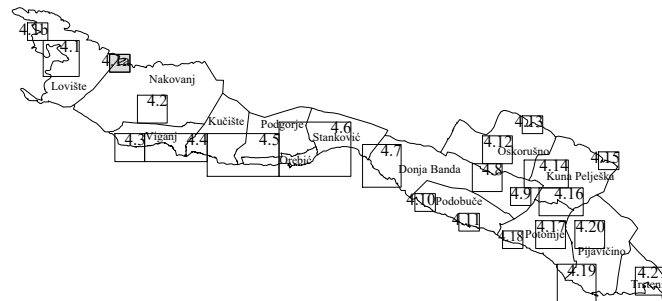 4.1b
4.1
4.1a
Lovište
Nakovanj
4.2
Kučište
4.3
Viganj
4.4
Podgorje
4.5
4.6
Stanković
Orebić
4.7
Donja Banda
4.13
4.12
Oskorušno
4.8
4.14
4.15
Kuna Pelješka
4.9
4.16
4.10
Podobuče
4.11
4.18
4.17
Potomje
4.20
Pijavičino
4.19